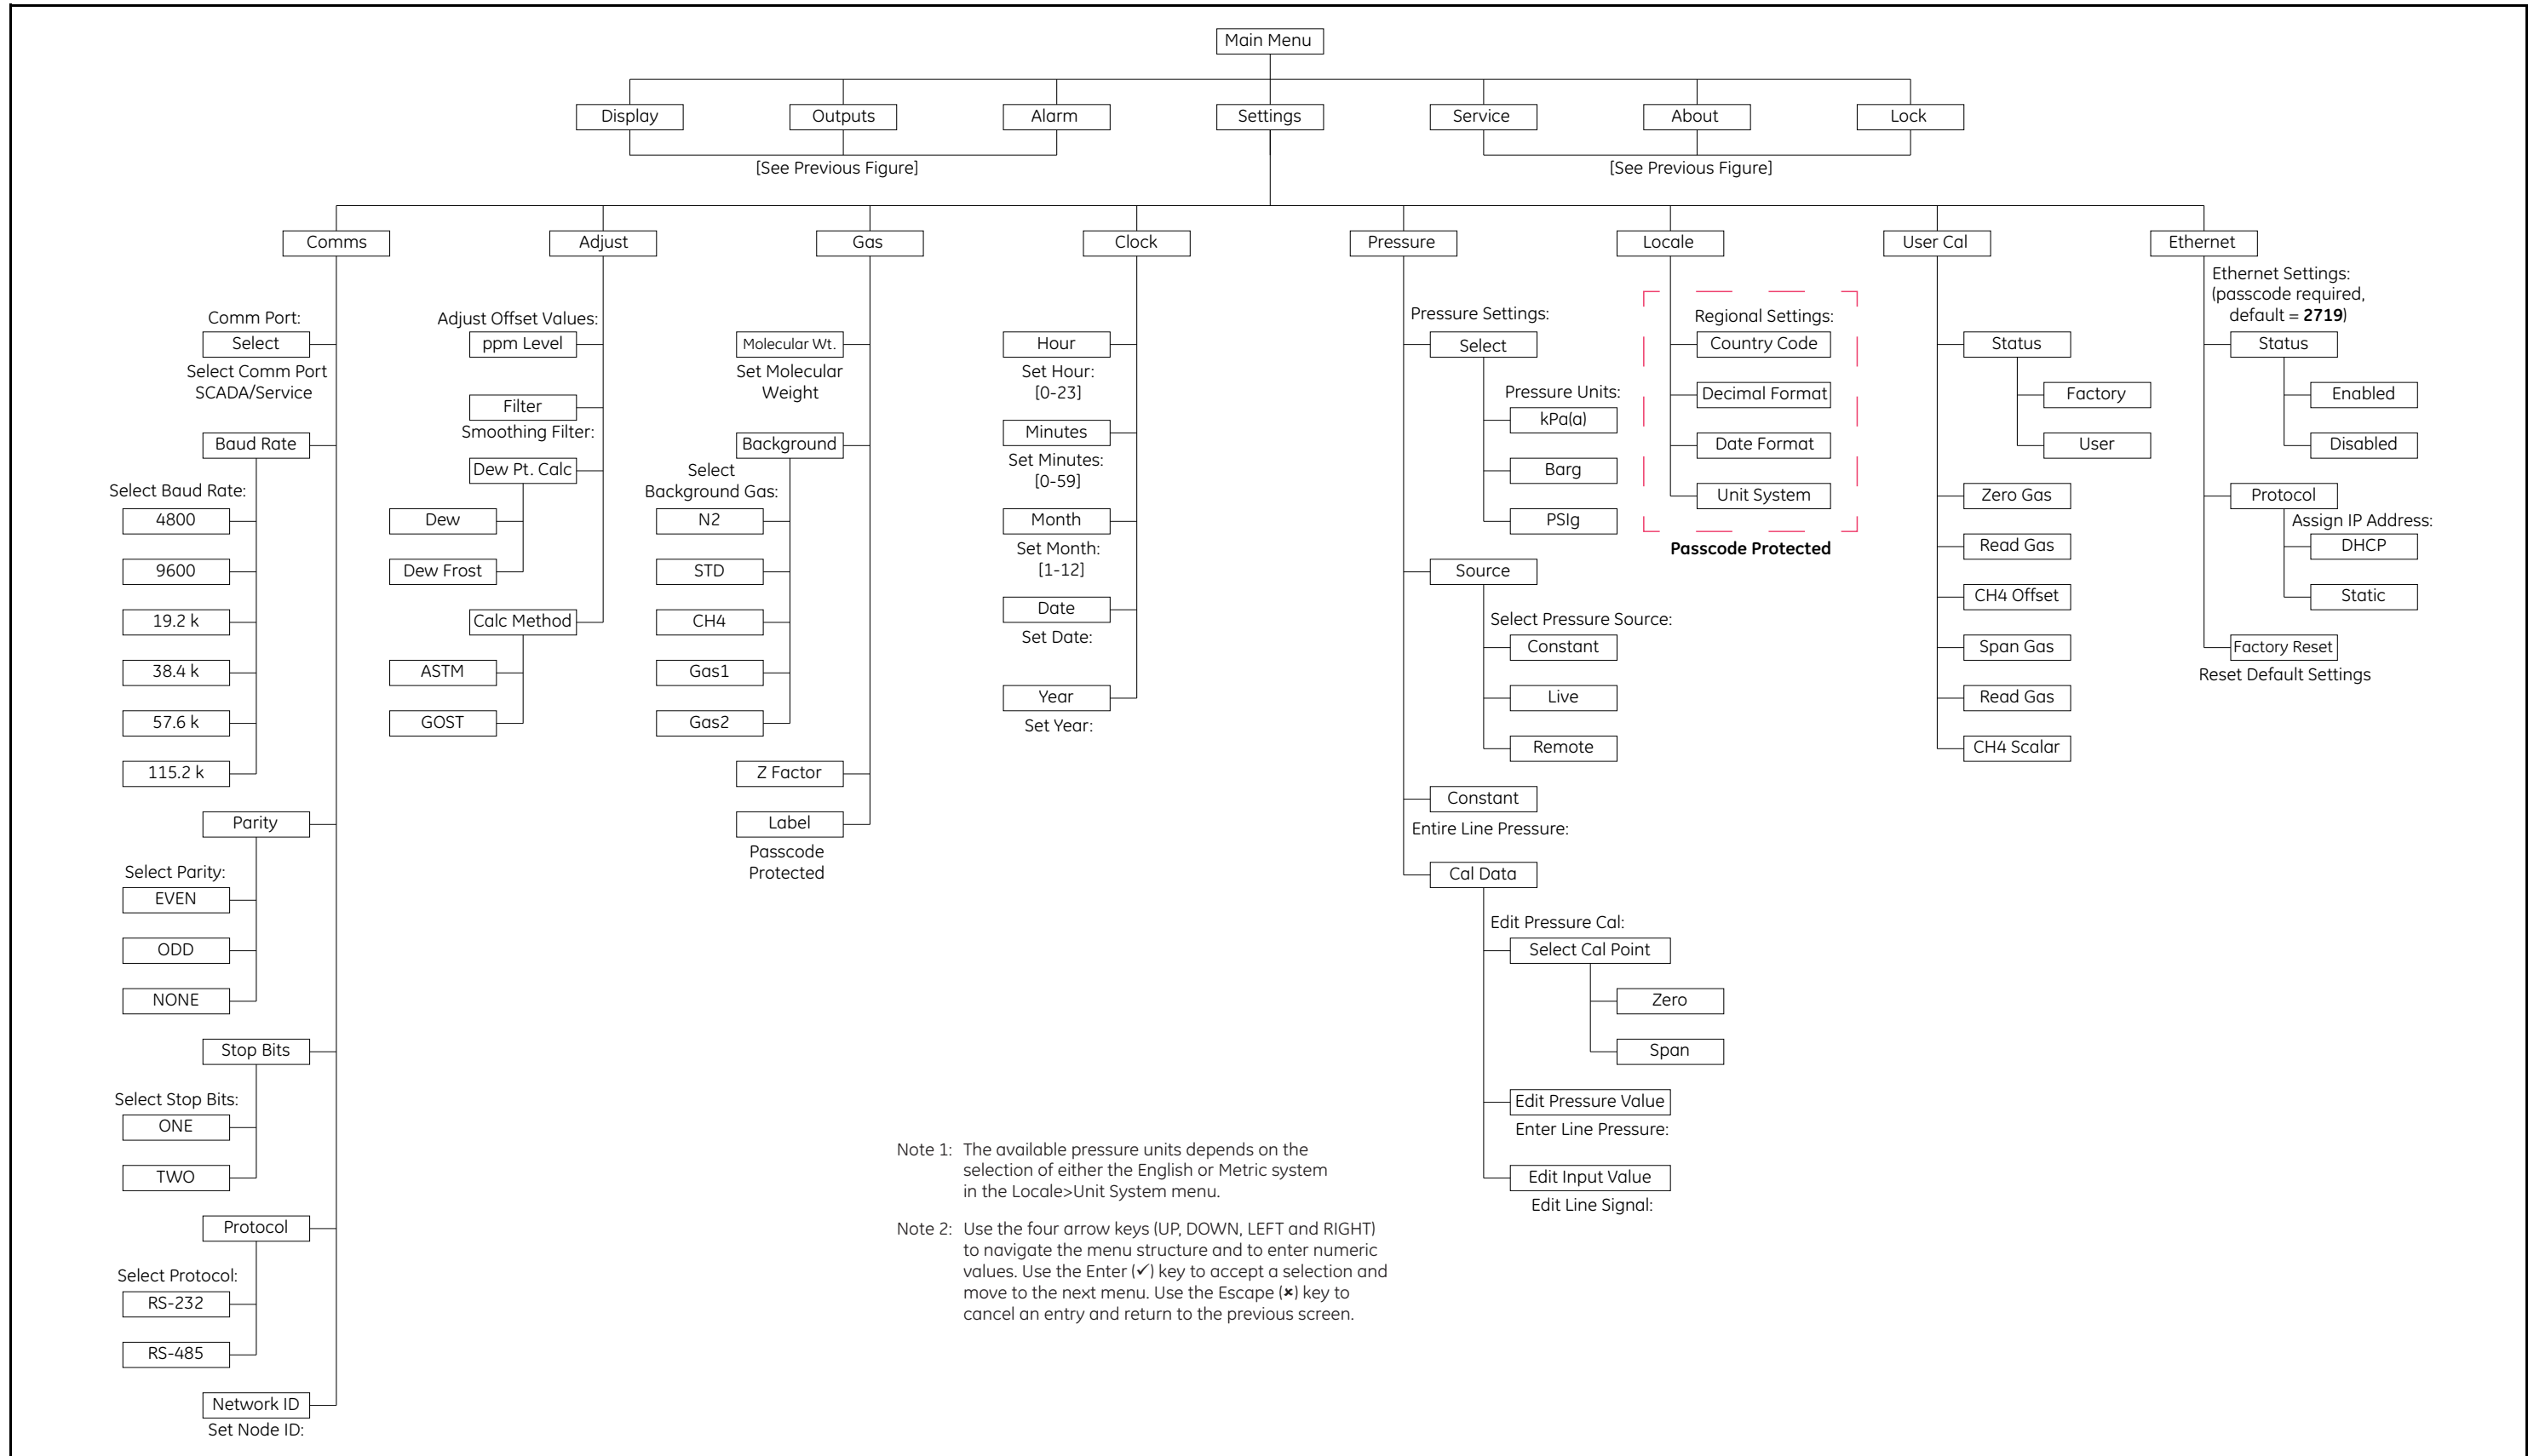 Main Menu
Display
Outputs
Alarm
Settings
Service
About
Lock
[See Previous Figure]
[See Previous Figure]
Comms
Adjust
Gas
Clock
Pressure
Locale
User Cal
Ethernet
Comm Port:
Select
Select Comm Port
SCADA/Service
Baud Rate
Select Baud Rate:
4800
9600
19.2 k
38.4 k
57.6 k
115.2 k
Parity
Select Parity:
EVEN
ODD
NONE
Stop Bits
Select Stop Bits:
ONE
TWO
Protocol
Select Protocol:
RS-232
RS-485
Network ID
Set Node ID:
Adjust Offset Values:
ppm Level
Filter
Smoothing Filter:
Dew Pt. Calc
Dew
Dew Frost
Calc Method
ASTM
GOST
Molecular Wt.
Set Molecular
Weight
Background
Select
Background Gas:
N2
STD
CH4
Gas1
Gas2
Z Factor
Label
Passcode
Protected
Hour
Set Hour:
[0-23]
Minutes
Set Minutes:
[0-59]
Month
Set Month:
[1-12]
Date
Set Date:
Year
Set Year:
Pressure Settings:
Select
Pressure Units:
kPa(a)
Barg
PSIg
Source
Select Pressure Source:
Constant
Live
Remote
Constant
Entire Line Pressure:
Cal Data
Edit Pressure Cal:
Select Cal Point
Zero
Span
Edit Pressure Value
Enter Line Pressure:
Edit Input Value
Edit Line Signal:
Regional Settings:
Country Code
Decimal Format
Date Format
Unit System
Passcode Protected
Status
Factory
User
Zero Gas
Read Gas
CH4 Offset
Span Gas
Read Gas
CH4 Scalar
Ethernet Settings:
(passcode required,
default = 2719)
Status
Enabled
Disabled
Protocol
Assign IP Address:
DHCP
Static
Factory Reset
Reset Default Settings
Note 1: The available pressure units depends on the
selection of either the English or Metric system
in the Locale>Unit System menu.
Note 2: Use the four arrow keys (UP, DOWN, LEFT and RIGHT)
to navigate the menu structure and to enter numeric
values. Use the Enter (✓) key to accept a selection and
move to the next menu. Use the Escape (×) key to
cancel an entry and return to the previous screen.